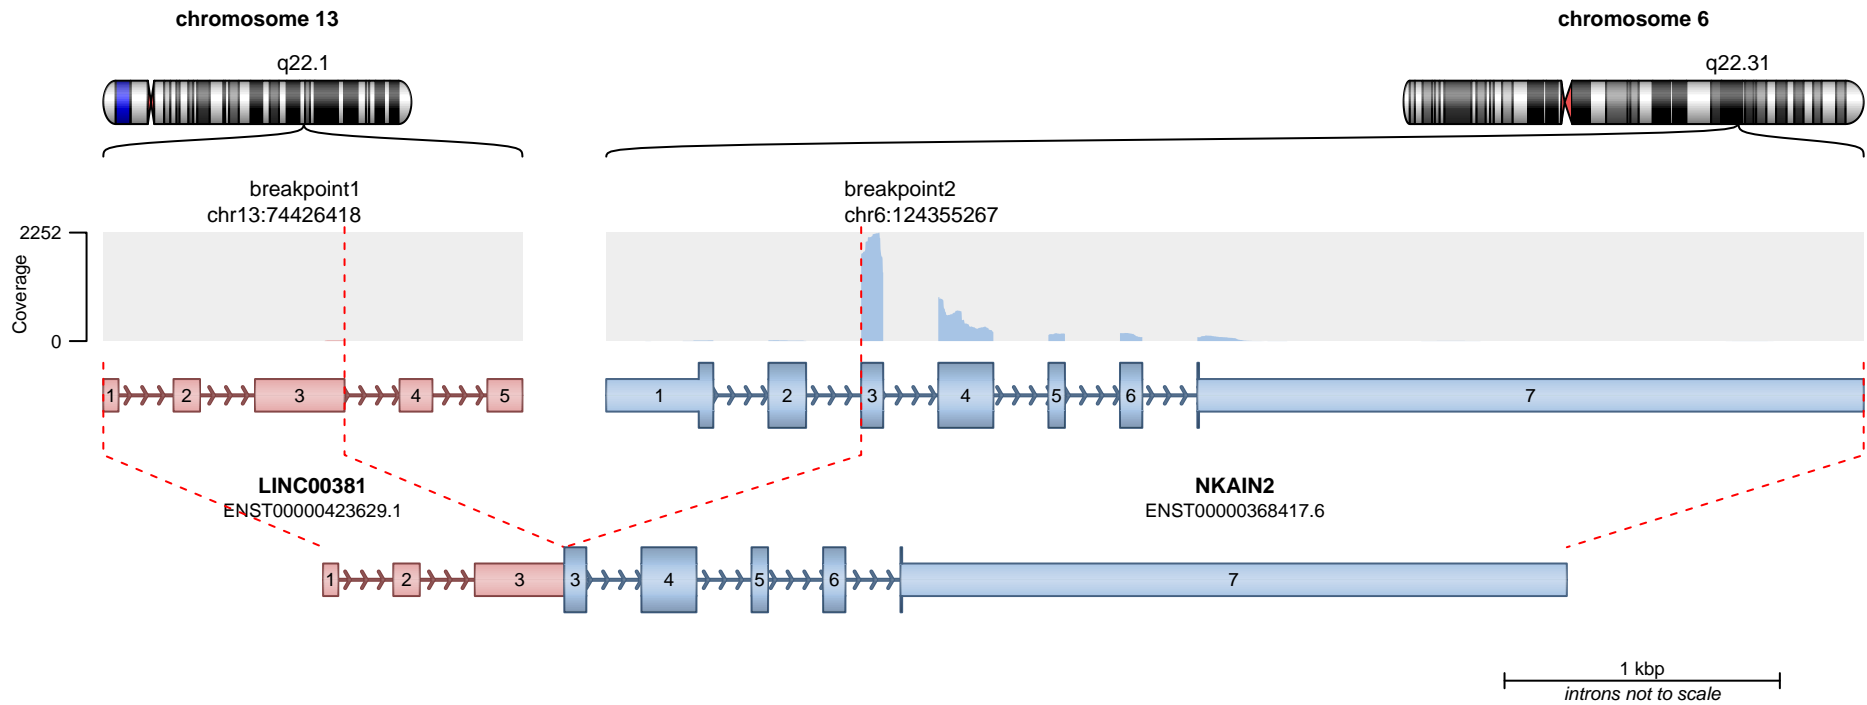 chromosome 13
chromosome 6
q22.1
q22.31
breakpoint1
chr13:74426418
breakpoint2
chr6:124355267
2252
Coverage
0
1 2 3 4 5
1 2 3 4 5 6 7
LINC00381
ENST00000423629.1
NKAIN2
ENST00000368417.6
1 2 3 3 4 5 6 7
1 kbp
introns not to scale